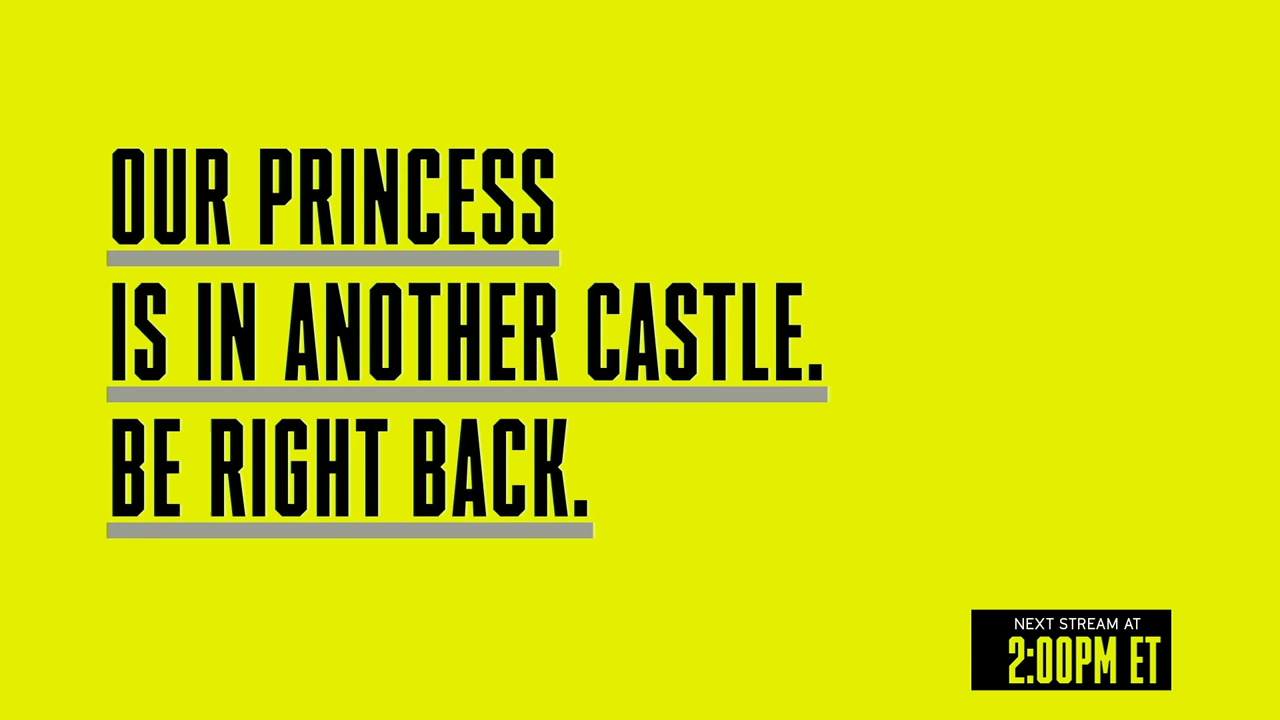 OUR PRINCESS
IS IN ANOTHER CASTLE.
BE RIGHT BACK.
NEXT STREAM AT
2:00PM ET